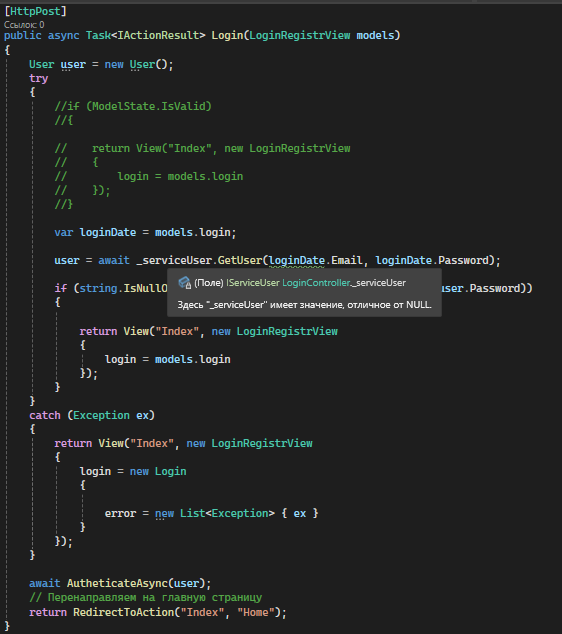 [HttpPost]
Ссылок: 0
public async Task<IActionResult> Login(LoginRegistrView models)
{
User user = new User();
try
{
//if (ModelState.IsValid)
//{
//    return View("Index", new LoginRegistrView
//    {
//        login = models.login
//    });
//}
var loginDate = models.login;
user = await _serviceUser.GetUser(loginDate.Email, loginDate.Password);
(Поле) IServiceUser LoginController._serviceUser
if (string.IsNullO user.Password))
Здесь "_serviceUser" имеет значение, отличное от NULL.
{
return View("Index", new LoginRegistrView
{
login = models.login
});
}
}
catch (Exception ex)
{
return View("Index", new LoginRegistrView
{
login = new Login
{
error = new List<Exception> { ex }
}
});
}
await AutheticateAsync(user);
// Перенаправляем на главную страницу
return RedirectToAction("Index", "Home");
}